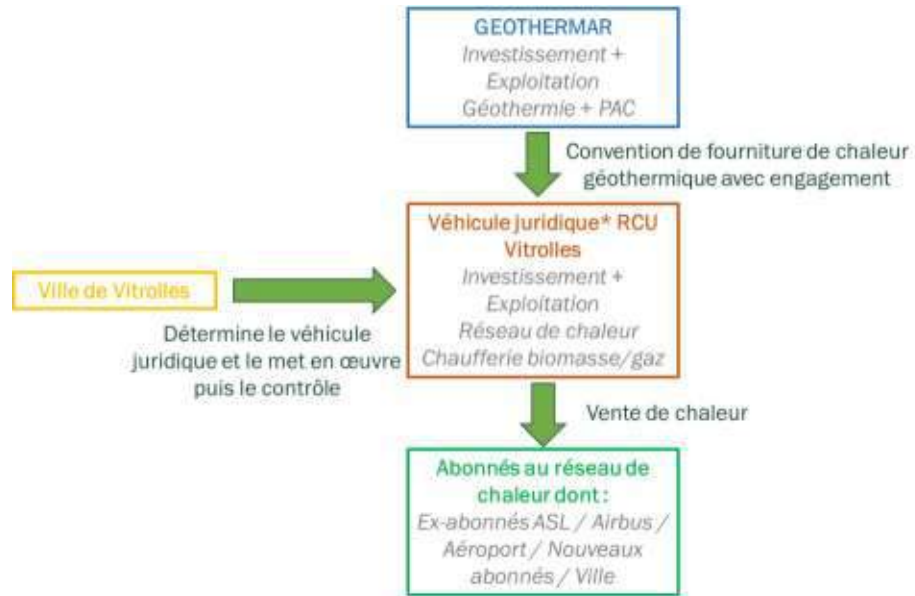 GEOTHERMAR
Investissement +
Exploitation
Géothermie + PAC
Convention de fourniture de chaleur
géothermique avec engagement
Véhicule juridique* RCU
Vitrolles
Investissement +
Exploitation
Réseau de chaleur
Chaufferie biomasse/gaz
Ville de Vitrolles
Détermine le véhicule
juridique et le met en œuvre
puis le contrôle
Vente de chaleur
Abonnés au réseau de
chaleur dont :
Ex-abonnés ASL / Airbus /
Aéroport / Nouveaux
abonnés / Ville